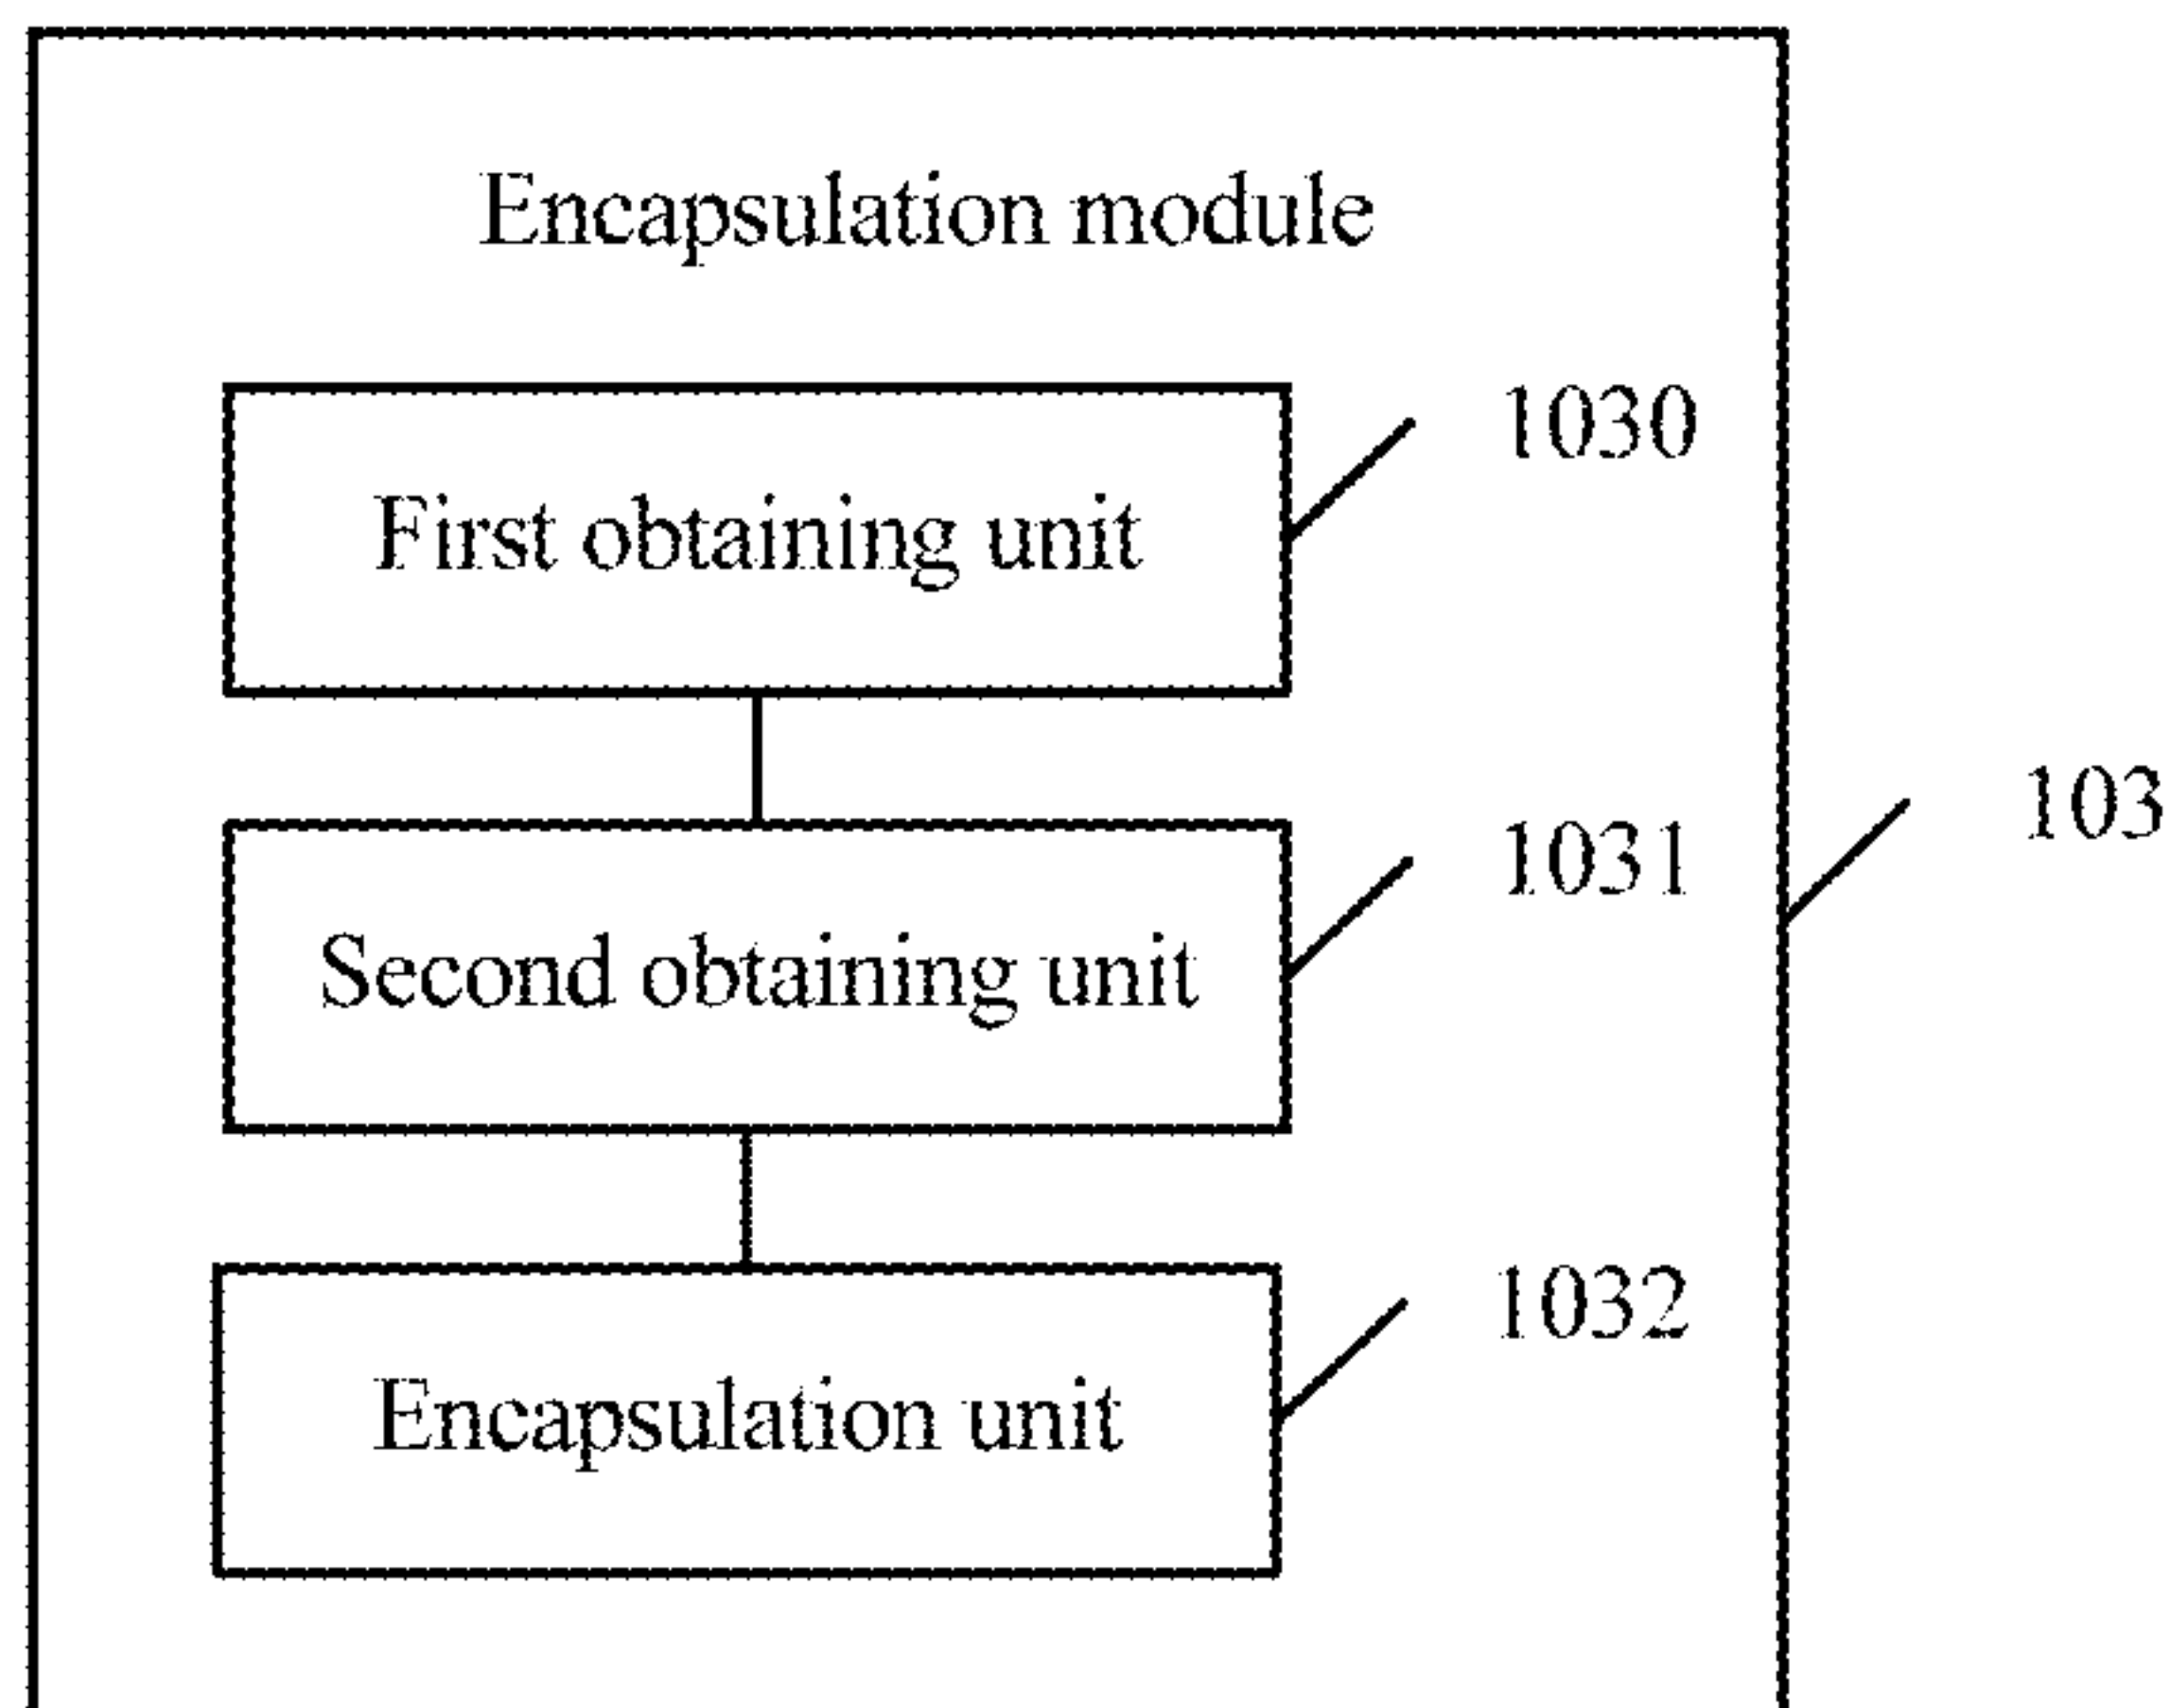 Encapsulation module
1030
First obtaining unit
103
1031
Second obtaining unit
1032
Encapsulation unit